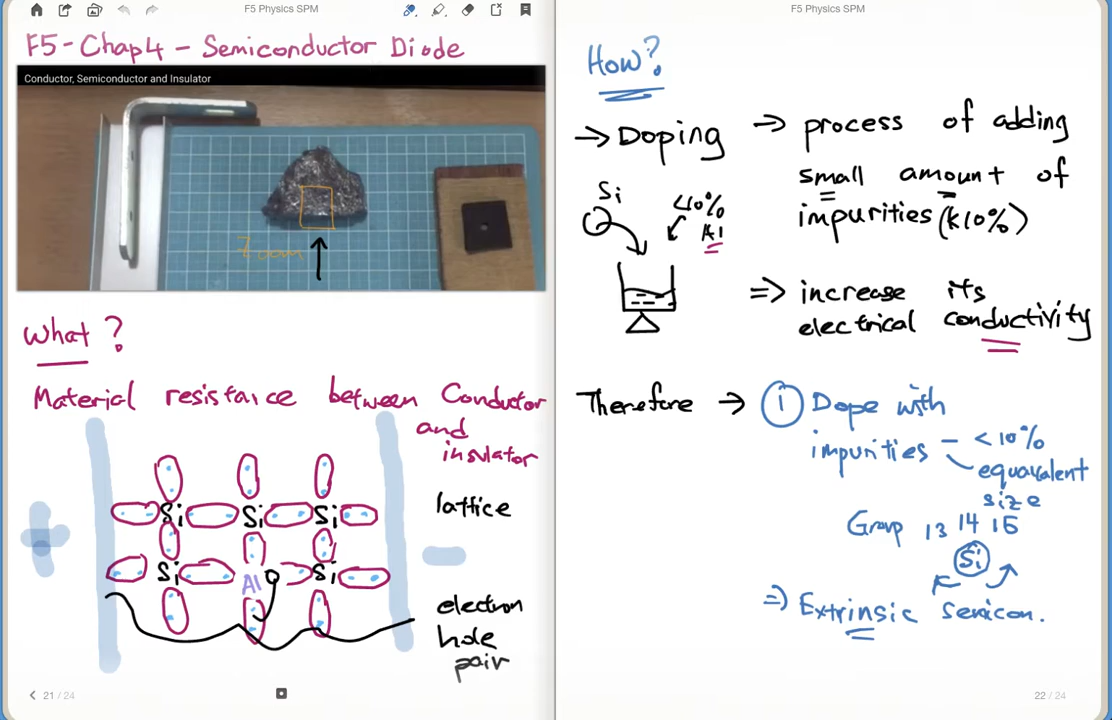 F5 Physics SPM
F5 Physics SPM
F5-Chap4 - Semiconductor Diode
Conductor, Semiconductor and Insulator
What?
Material resistance between Conductor
and
insulator
Si Si Si
lattice
+
-
Si Al Si
electron
hole
pair
21 / 24
How?
→ Doping → process of adding
small amount of
impurities (<10%)
Si
<10%
Al
⇒ increase its
electrical conductivity
Therefore → ① Dope with
impurities - <10%
equavalent
size
Group 13 14 15
Si
⇒ Extrinsic semicon.
22 / 24